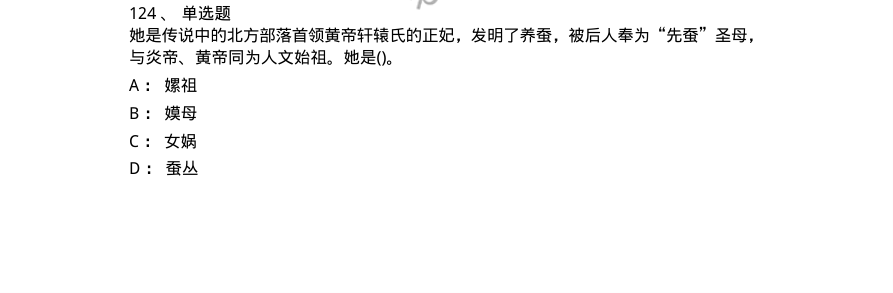 124 、 单选题
她是传说中的北方部落首领黄帝轩辕氏的正妃，发明了养蚕，被后人奉为“先蚕”圣母，
与炎帝、黄帝同为人文始祖。她是()。
A ： 嫘祖
B ： 嫫母
C ： 女娲
D ： 蚕丛